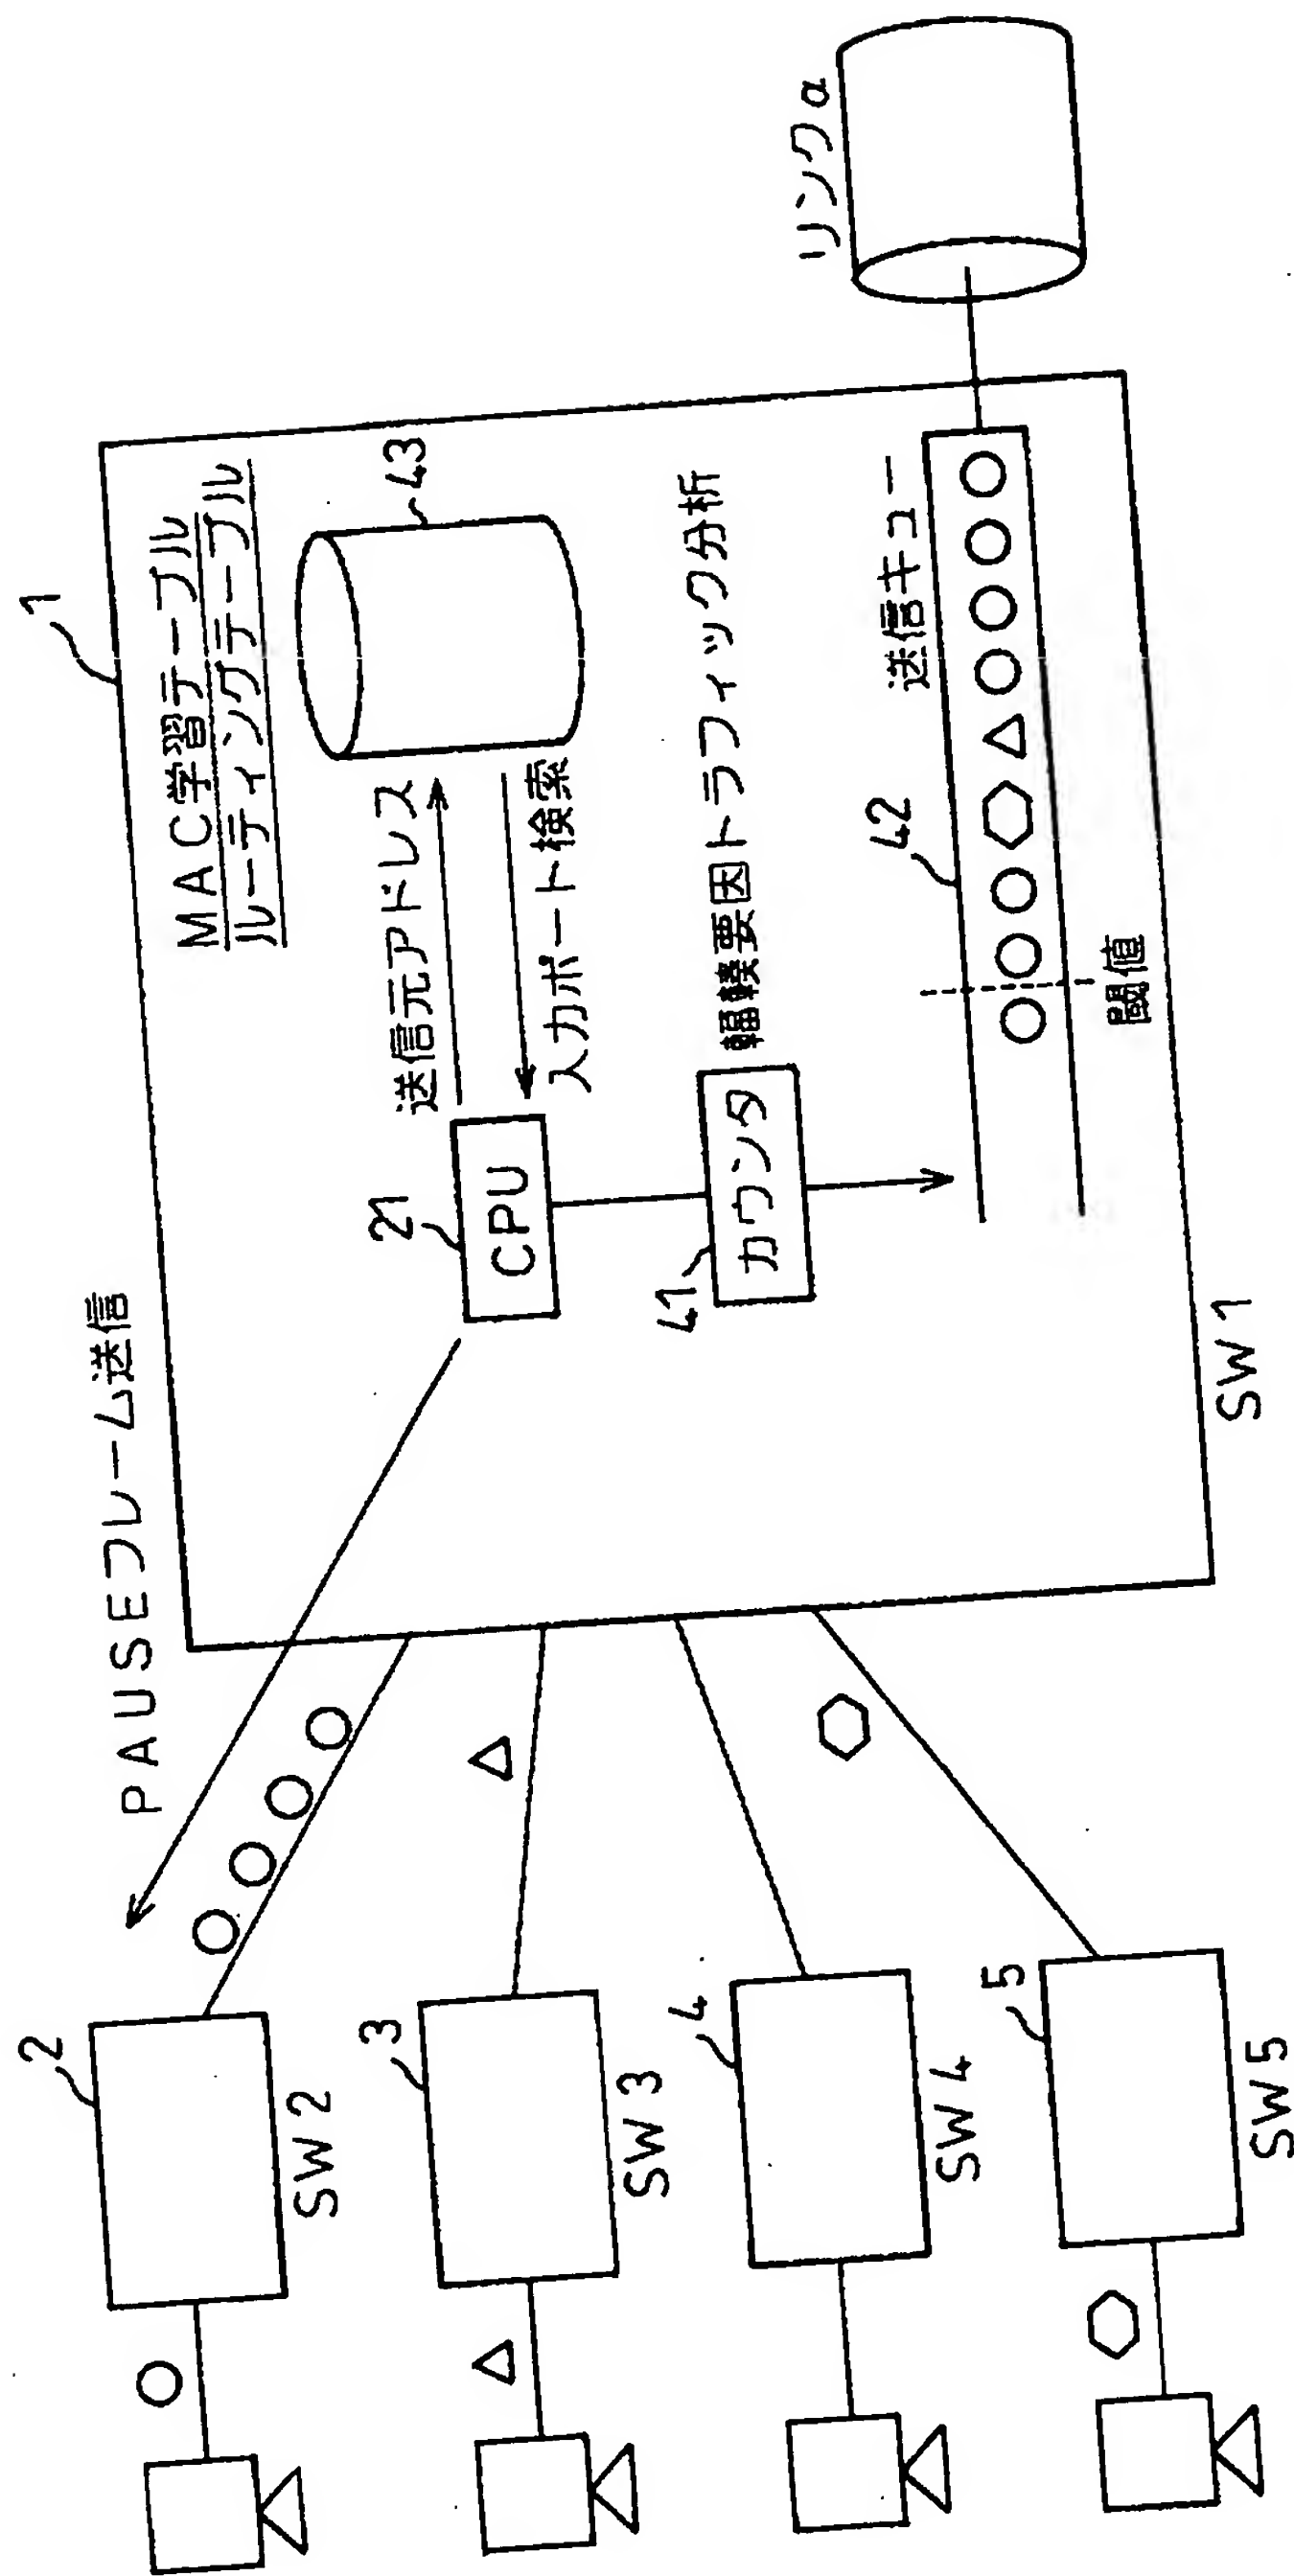 PAUSEフレーム送信
1
MAC学習テーブル
ルーティングテーブル
43
21
CPU
送信元アドレス
入力ポート検索
41
カウンタ
輻輳要因トラフィック分析
送信キュー
42
閾値
リンクα
SW1
2
SW2
3
SW3
4
SW4
5
SW5